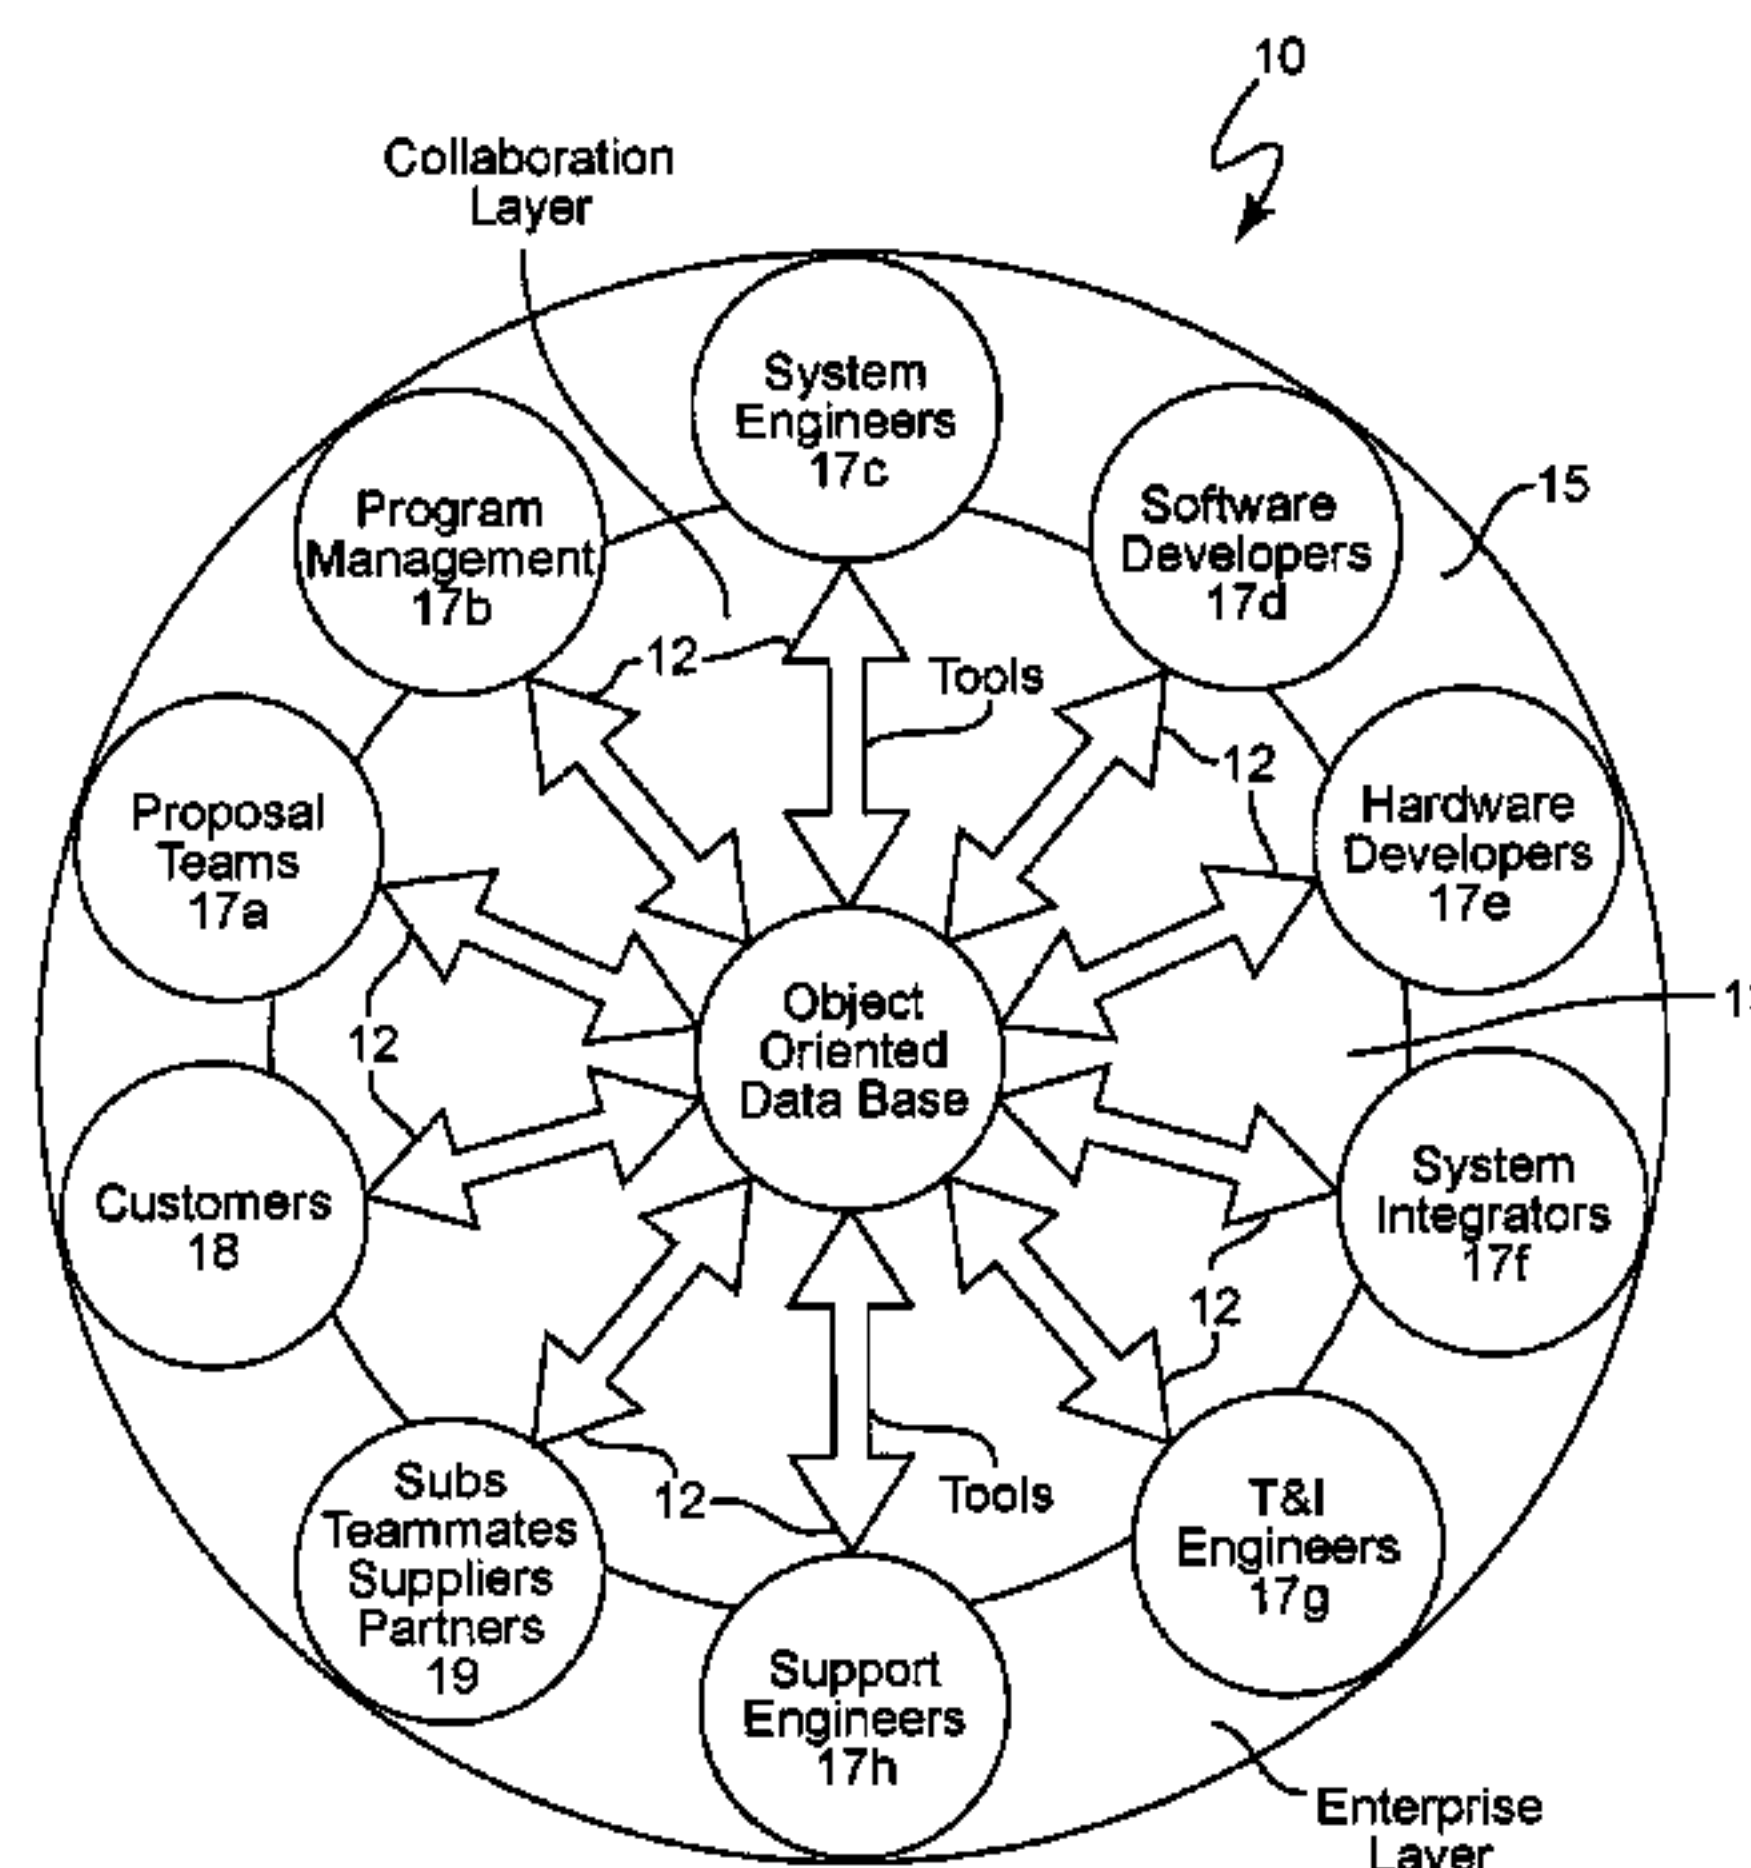 10
Collaboration
Layer
System
Engineers
17c
Program
Management
17b
Software
Developers
17d
15
12
Tools
12
Proposal
Teams
17a
Hardware
Developers
17e
Object
Oriented
Data Base
12
Customers
18
System
Integrators
17f
12
Subs
Teammates
Suppliers
Partners
19
12
Tools
T&I
Engineers
17g
Support
Engineers
17h
Enterprise
Layer